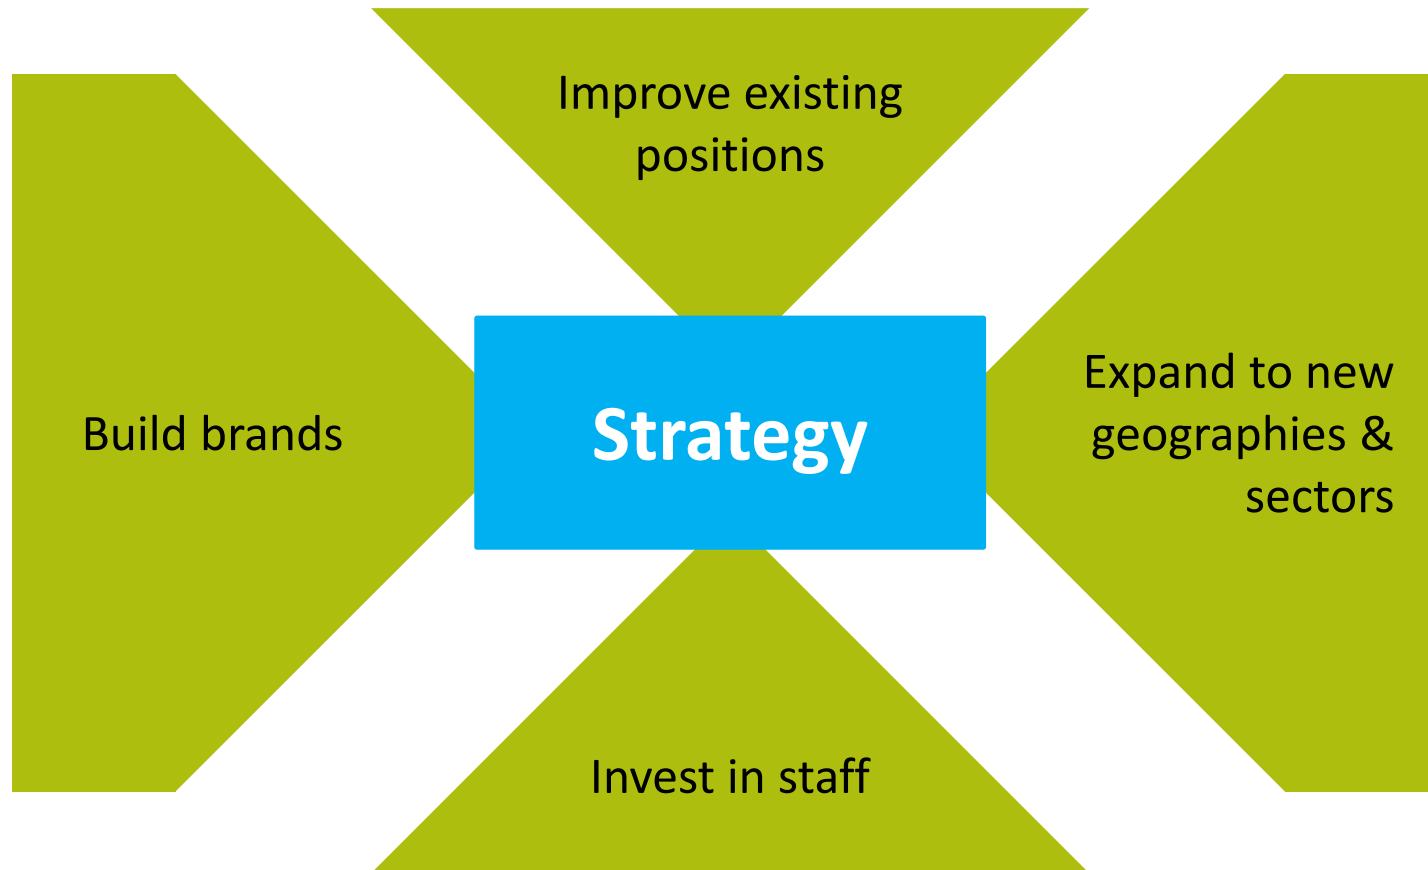 Improve existing
positions
Build brands
Strategy
Expand to new
geographies &
sectors
Invest in staff